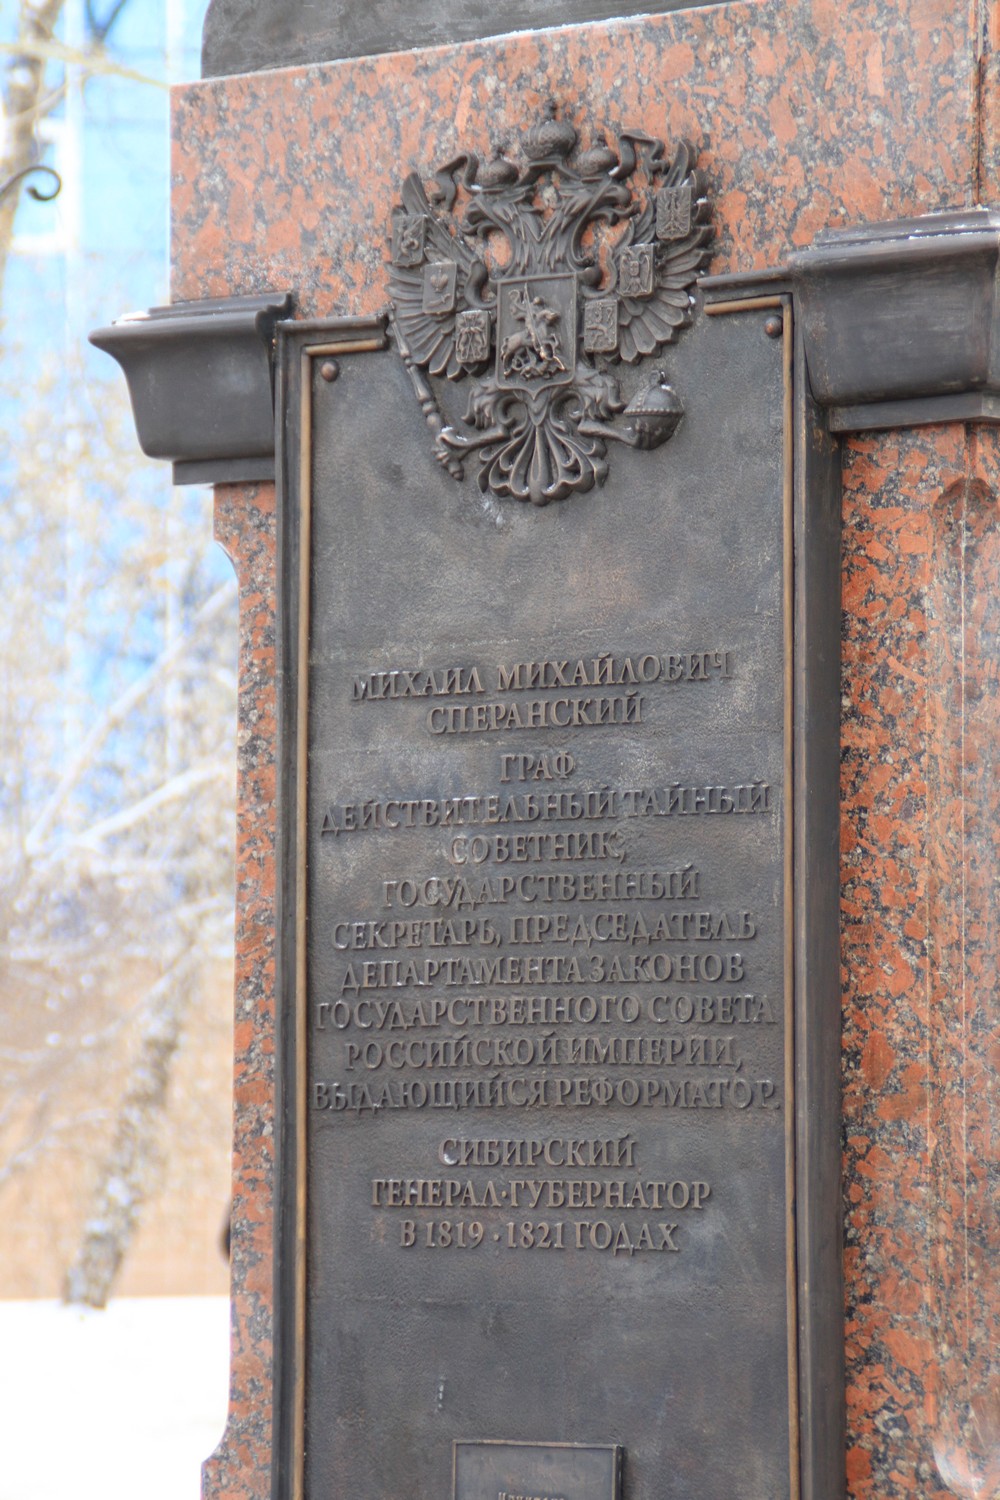 МИХАИЛ МИХАЙЛОВИЧ
СПЕРАНСКИЙ
ГРАФ
ДЕЙСТВИТЕЛЬНЫЙ ТАЙНЫЙ
СОВЕТНИК,
ГОСУДАРСТВЕННЫЙ
СЕКРЕТАРЬ, ПРЕДСЕДАТЕЛЬ
ДЕПАРТАМЕНТА ЗАКОНОВ
ГОСУДАРСТВЕННОГО СОВЕТА
РОССИЙСКОЙ ИМПЕРИИ,
ВЫДАЮЩИЙСЯ РЕФОРМАТОР.
СИБИРСКИЙ
ГЕНЕРАЛ-ГУБЕРНАТОР
В 1819 - 1821 ГОДАХ